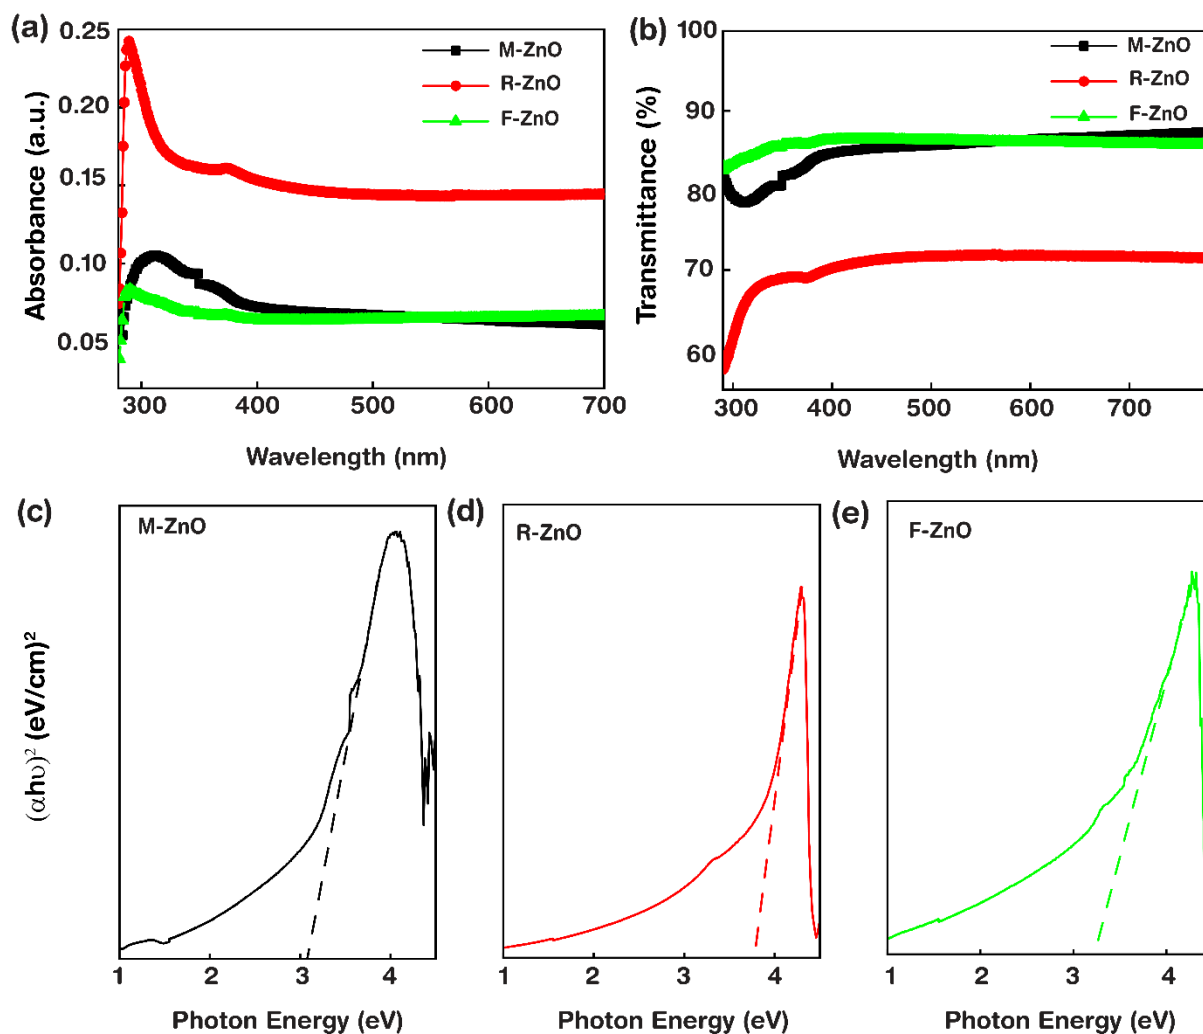 (a)
0.25
0.20
0.15
0.10
0.05
Absorbance (a.u.)
M-ZnO
R-ZnO
F-ZnO
300 400 500 600 700
Wavelength (nm)
(b)
100
90
80
70
60
Transmittance (%)
M-ZnO
R-ZnO
F-ZnO
300 400 500 600 700
Wavelength (nm)
(c)
M-ZnO
(αhυ)² (eV/cm)²
1 2 3 4
Photon Energy (eV)
(d)
R-ZnO
1 2 3 4
Photon Energy (eV)
(e)
F-ZnO
1 2 3 4
Photon Energy (eV)